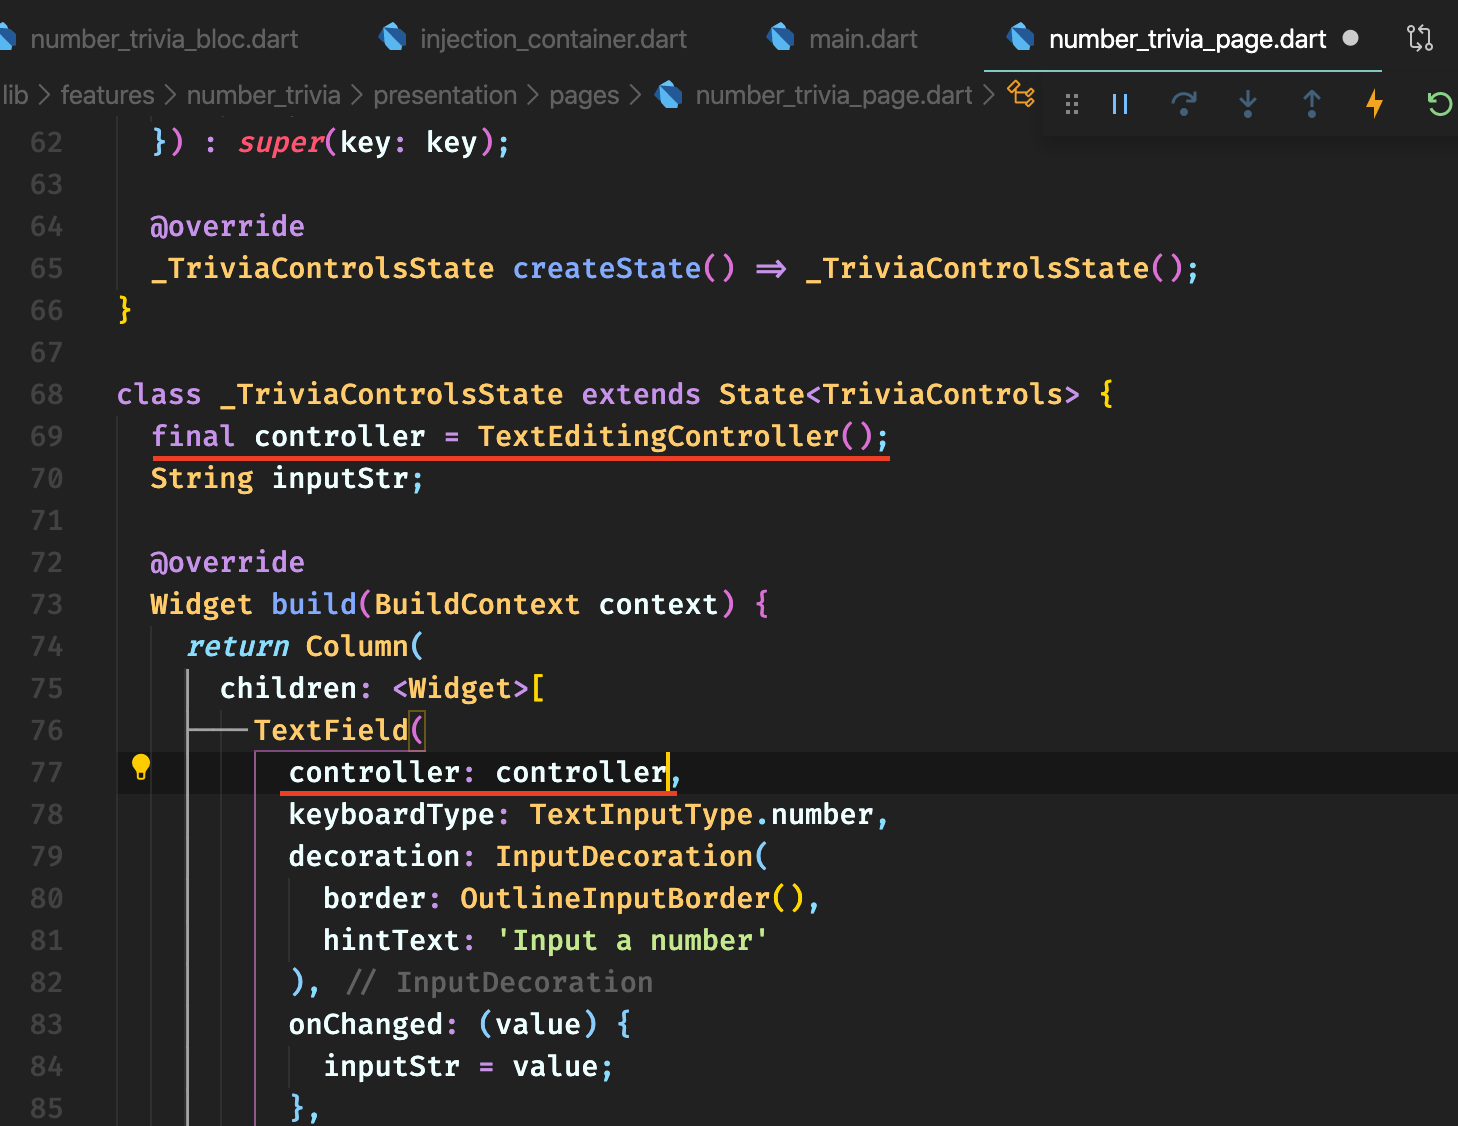 number_trivia_bloc.dart injection_container.dart main.dart number_trivia_page.dart
lib > features > number_trivia > presentation > pages > number_trivia_page.dart >
62 }) : super(key: key);
63
64 @override
65 _TriviaControlsState createState() => _TriviaControlsState();
66 }
67
68 class _TriviaControlsState extends State<TriviaControls> {
69 final controller = TextEditingController();
70 String inputStr;
71
72 @override
73 Widget build(BuildContext context) {
74 return Column(
75 children: <Widget>[
76 TextField(
77 controller: controller,
78 keyboardType: TextInputType.number,
79 decoration: InputDecoration(
80 border: OutlineInputBorder(),
81 hintText: 'Input a number'
82 ), // InputDecoration
83 onChanged: (value) {
84 inputStr = value;
85 },